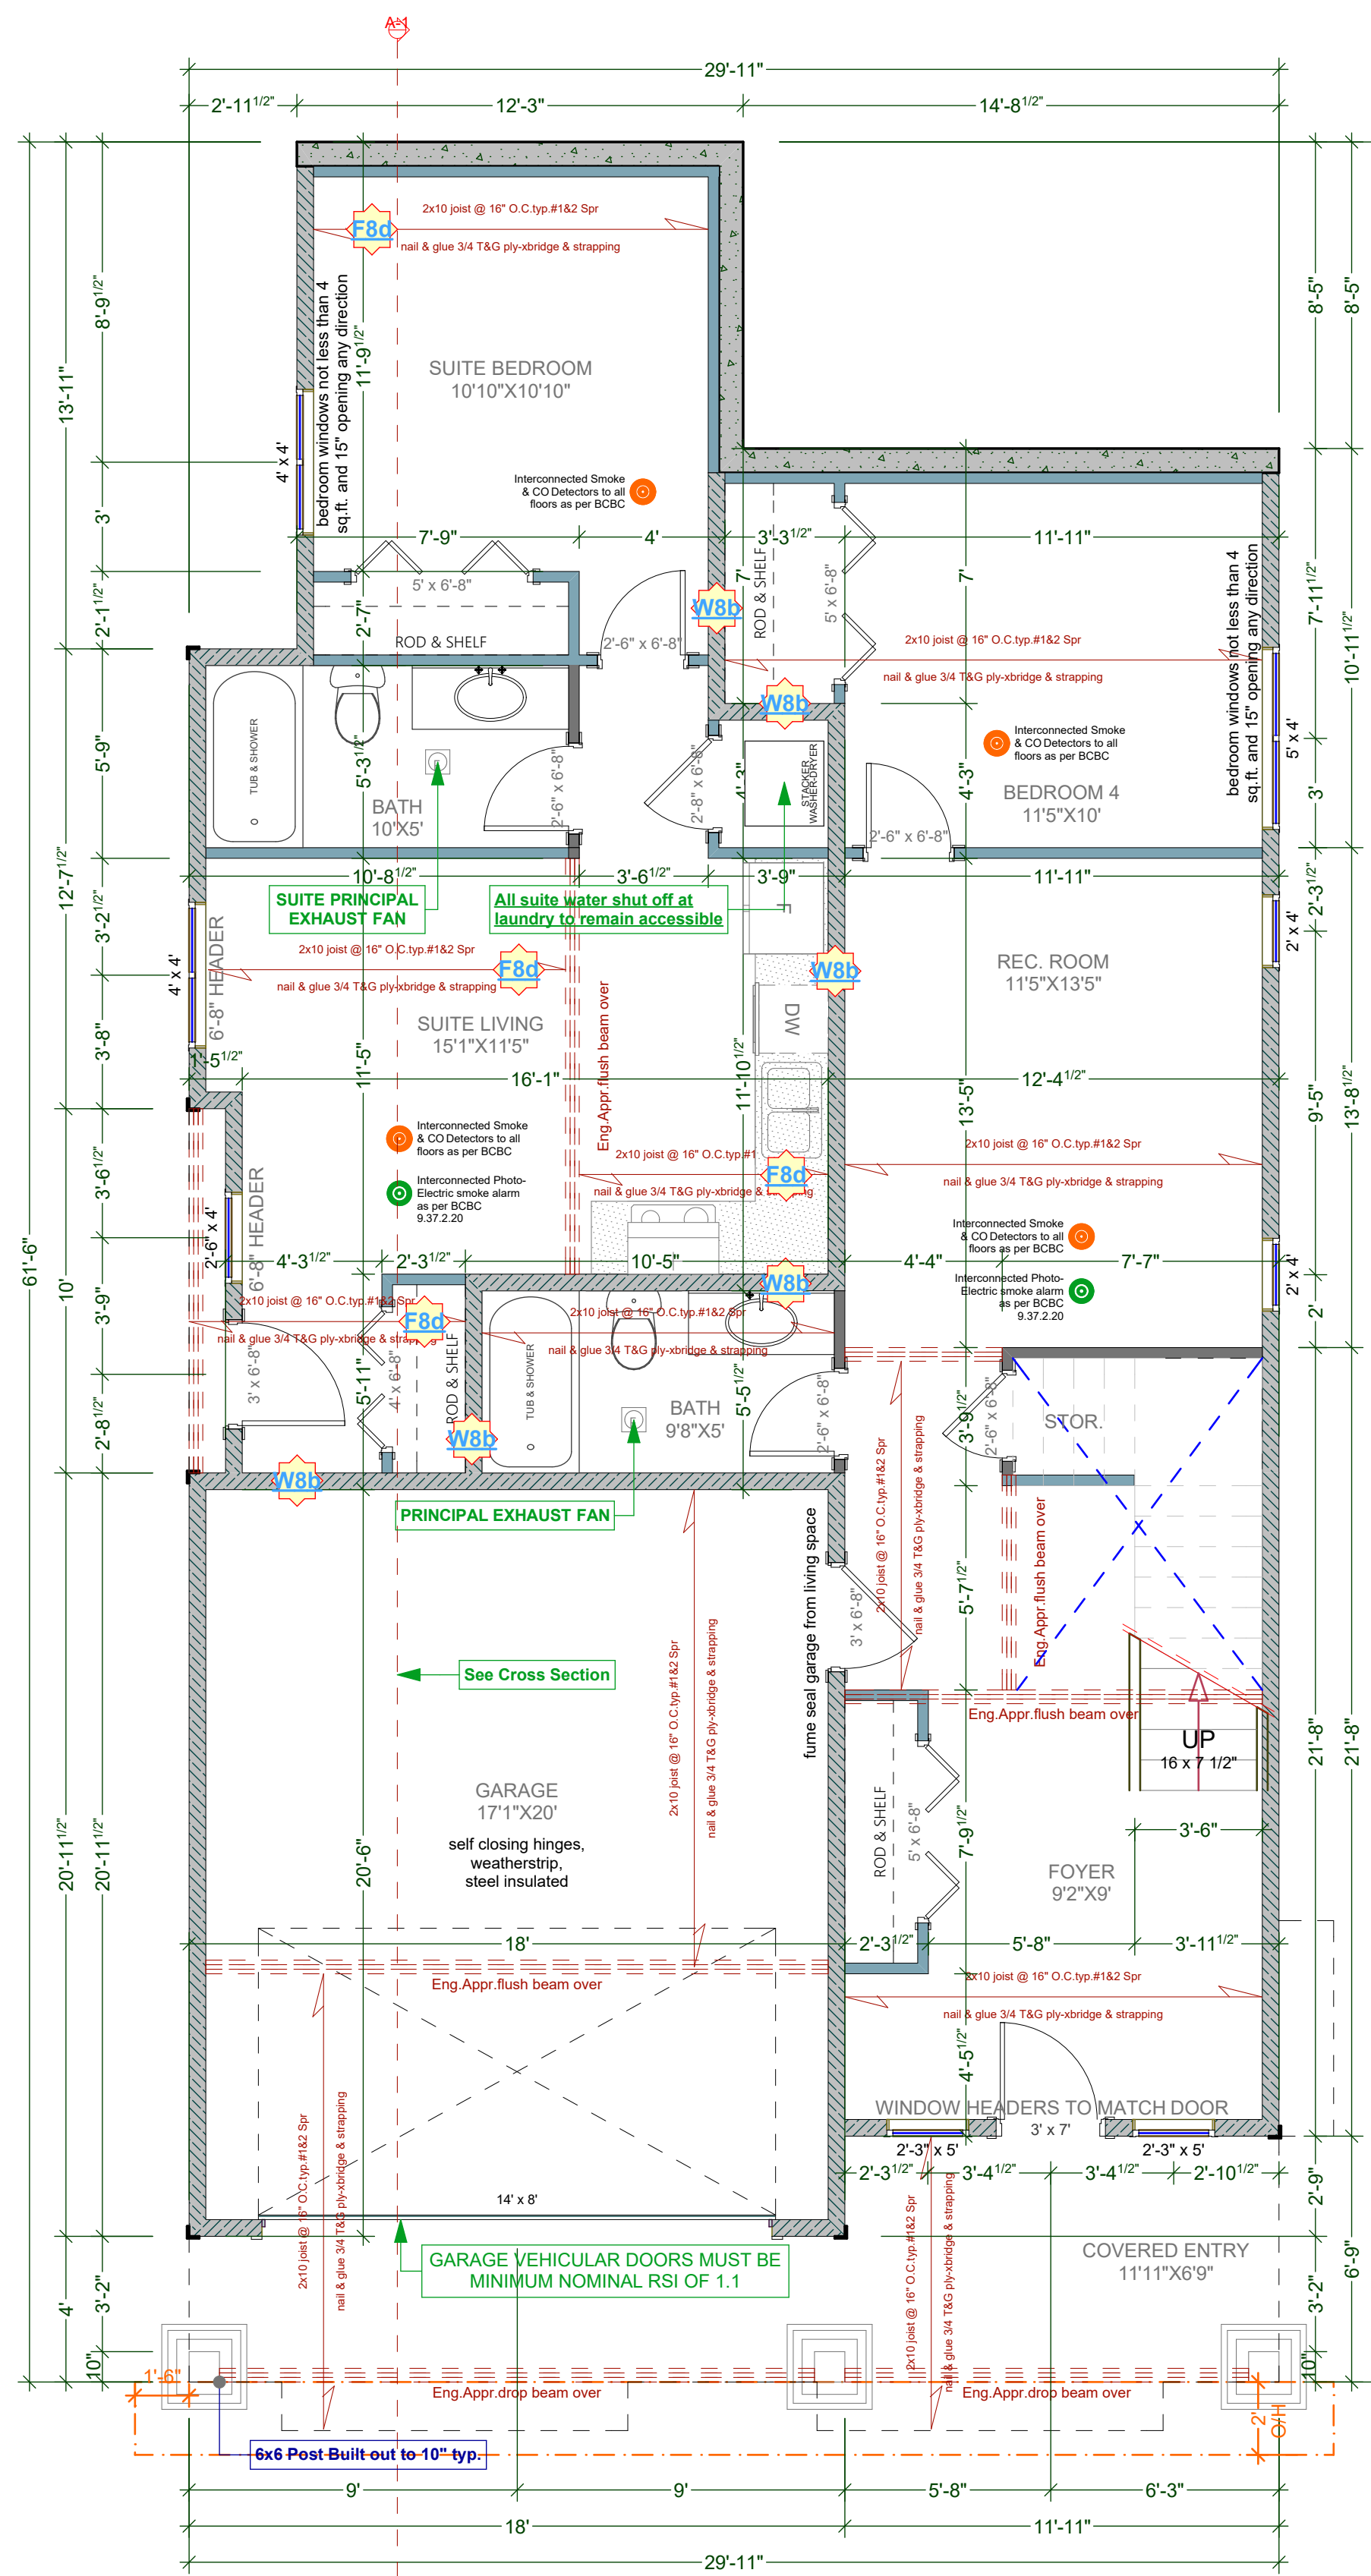 A-1
29'-11"
2'-11 1/2"
12'-3"
14'-8 1/2"
2x10 joist @ 16" O.C.typ.#1&2 Spr
F8d
nail & glue 3/4 T&G ply-xbridge & strapping
8'-9 1/2"
13'-11"
8'-5"
8'-5"
bedroom windows not less than 4
sq.ft. and 15" opening any direction
11'-9 1/2"
SUITE BEDROOM
10'10"X10'10"
4' x 4'
Interconnected Smoke
& CO Detectors to all
floors as per BCBC
3'
7'-9"
4'
3'-3 1/2"
11'-11"
5' x 6'-8"
2'-7"
2'-1 1/2"
ROD & SHELF
2'-6" x 6'-8"
W8b
ROD & SHELF
7'
5' x 6'-8"
7'
bedroom windows not less than 4
sq.ft. and 15" opening any direction
7'-11 1/2"
10'-11 1/2"
2x10 joist @ 16" O.C.typ.#1&2 Spr
nail & glue 3/4 T&G ply-xbridge & strapping
W8b
5'-9"
TUB & SHOWER
5'-3 1/2"
BATH
10'X5'
2'-6" x 6'-8"
2'-8" x 6'-8"
4'-3"
STACKER
WASHER-DRYER
4'-3"
Interconnected Smoke
& CO Detectors to all
floors as per BCBC
BEDROOM 4
11'5"X10'
2'-6" x 6'-8"
5' x 4'
3'
12'-7 1/2"
10'-8 1/2"
3'-6 1/2"
3'-9"
11'-11"
SUITE PRINCIPAL
EXHAUST FAN
All suite water shut off at
laundry to remain accessible
3'-2 1/2"
2'-3 1/2"
2' x 4'
4' x 4'
6'-8" HEADER
2x10 joist @ 16" O.C.typ.#1&2 Spr
F8d
nail & glue 3/4 T&G ply-xbridge & strapping
W8b
REC. ROOM
11'5"X13'5"
SUITE LIVING
15'1"X11'5"
Eng.Appr.flush beam over
DW
3'-8"
1'-5 1/2"
11'-5"
16'-1"
11'-10 1/2"
12'-4 1/2"
13'-5"
9'-5"
13'-8 1/2"
Interconnected Smoke
& CO Detectors to all
floors as per BCBC
Interconnected Photo-
Electric smoke alarm
as per BCBC
9.37.2.20
2x10 joist @ 16" O.C.typ.#1
F8d
nail & glue 3/4 T&G ply-xbridge & strapping
2x10 joist @ 16" O.C.typ.#1&2 Spr
nail & glue 3/4 T&G ply-xbridge & strapping
3'-6 1/2"
61'-6"
10'
2'-6" x 4'
6'-8" HEADER
Interconnected Smoke
& CO Detectors to all
floors as per BCBC
4'-3 1/2"
2'-3 1/2"
10'-5"
4'-4"
7'-7"
W8b
Interconnected Photo-
Electric smoke alarm
as per BCBC
9.37.2.20
2' x 4'
2'
3'-9"
2x10 joist @ 16" O.C.typ.#1&2 Spr
F8d
nail & glue 3/4 T&G ply-xbridge & strapping
2x10 joist @ 16" O.C.typ.#1&2 Spr
nail & glue 3/4 T&G ply-xbridge & strapping
3' x 6'-8"
5'-11"
4' x 6'-8"
ROD & SHELF
TUB & SHOWER
5'-5 1/2"
BATH
9'8"X5'
2'-6" x 6'-8"
3'-9 1/2"
2'-6" x 6'-8"
STOR.
2'-8 1/2"
W8b
W8b
PRINCIPAL EXHAUST FAN
2x10 joist @ 16" O.C.typ.#1&2 Spr
nail & glue 3/4 T&G ply-xbridge & strapping
Eng.Appr.flush beam over
5'-7 1/2"
fume seal garage from living space
3' x 6'-8"
See Cross Section
2x10 joist @ 16" O.C.typ.#1&2 Spr
nail & glue 3/4 T&G ply-xbridge & strapping
Eng.Appr.flush beam over
UP
16 x 7 1/2"
21'-8"
21'-8"
GARAGE
17'1"X20'
self closing hinges,
weatherstrip,
steel insulated
20'-11 1/2"
20'-11 1/2"
20'-6"
ROD & SHELF
5' x 6'-8"
7'-9 1/2"
3'-6"
FOYER
9'2"X9'
18'
2'-3 1/2"
5'-8"
3'-11 1/2"
Eng.Appr.flush beam over
2x10 joist @ 16" O.C.typ.#1&2 Spr
nail & glue 3/4 T&G ply-xbridge & strapping
4'-5 1/2"
WINDOW HEADERS TO MATCH DOOR
3' x 7'
2'-3" x 5'
2'-3" x 5'
2'-3 1/2"
3'-4 1/2"
3'-4 1/2"
2'-10 1/2"
2x10 joist @ 16" O.C.typ.#1&2 Spr
nail & glue 3/4 T&G ply-xbridge & strapping
14' x 8'
GARAGE VEHICULAR DOORS MUST BE
MINIMUM NOMINAL RSI OF 1.1
2x10 joist @ 16" O.C.typ.#1&2 Spr
nail & glue 3/4 T&G ply-xbridge & strapping
COVERED ENTRY
11'11"X6'9"
2'-9"
6'-9"
3'-2"
4'
3'-2"
10"
10"
1'-6"
Eng.Appr.drop beam over
Eng.Appr.drop beam over
2'
O/H
6x6 Post Built out to 10" typ.
9'
9'
5'-8"
6'-3"
18'
11'-11"
29'-11"